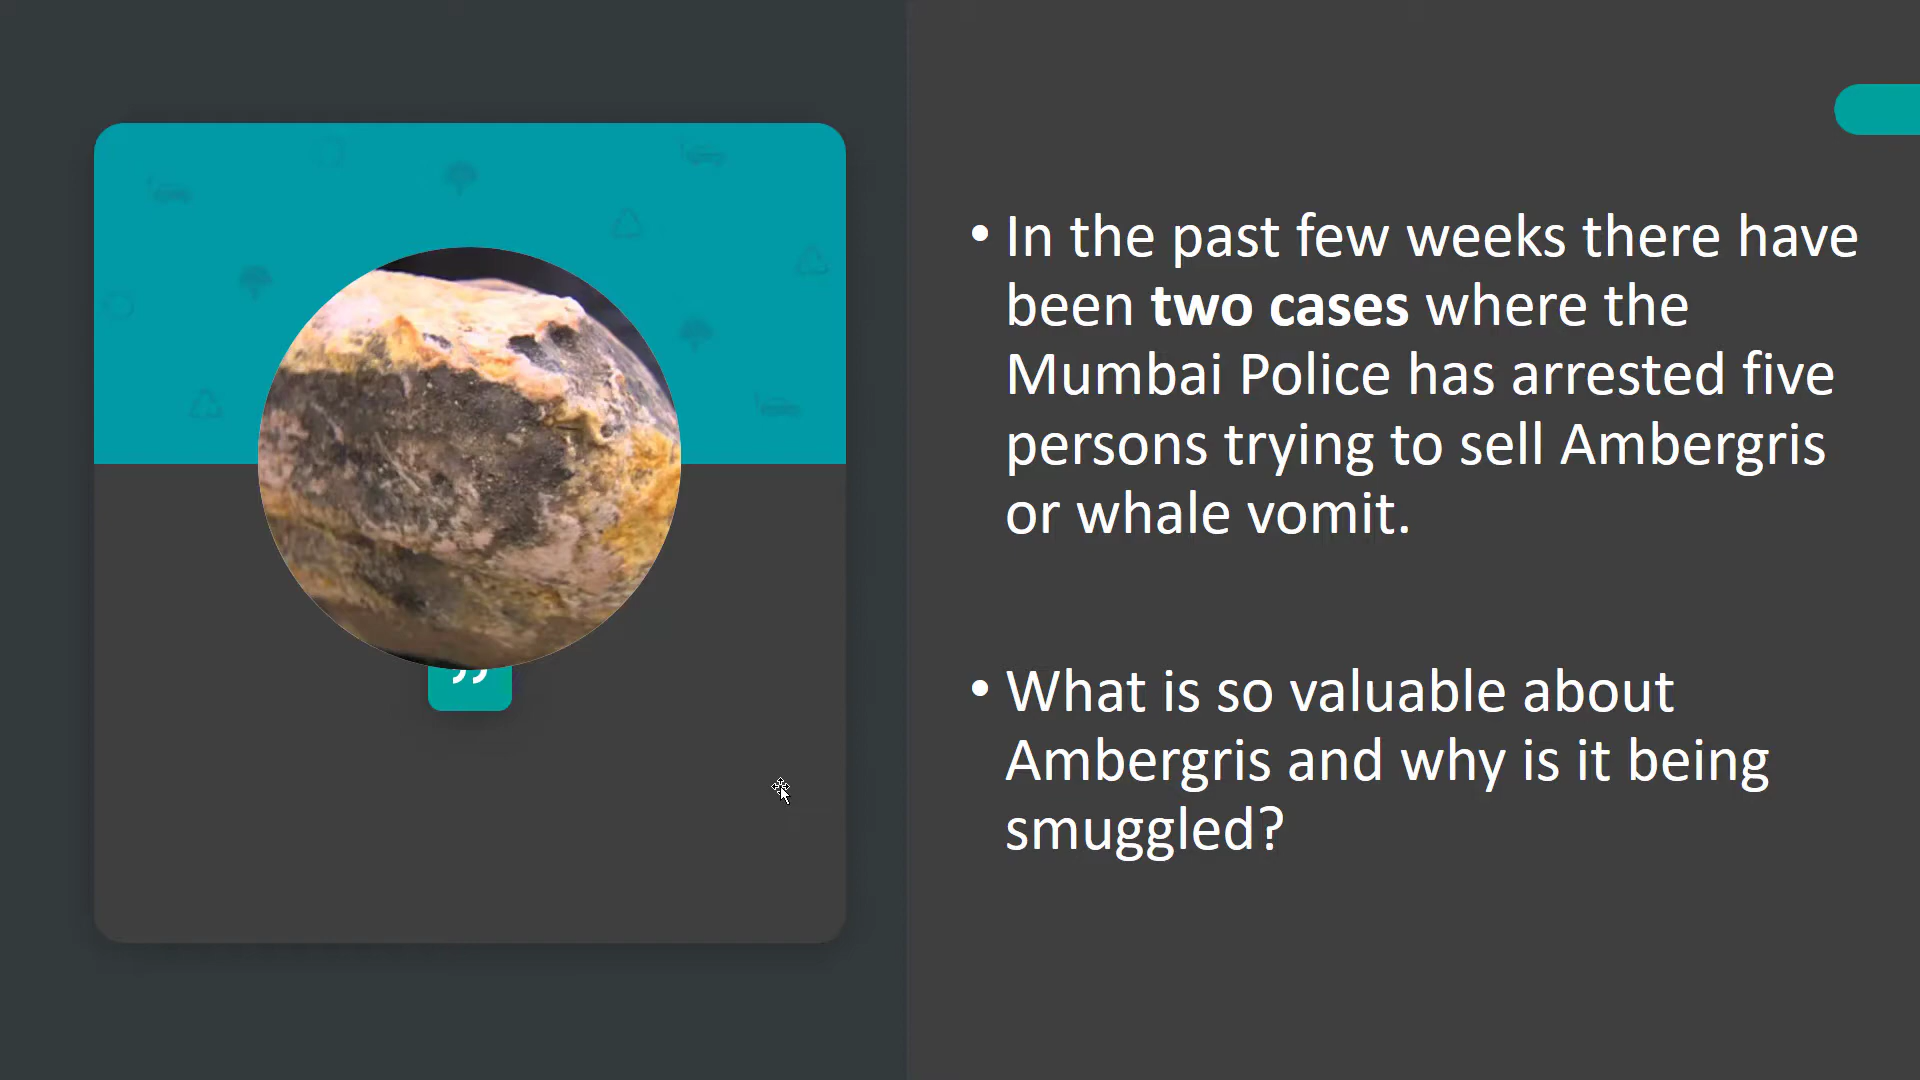 • In the past few weeks there have
been two cases where the
Mumbai Police has arrested five
persons trying to sell Ambergris
or whale vomit.
• What is so valuable about
Ambergris and why is it being
smuggled?